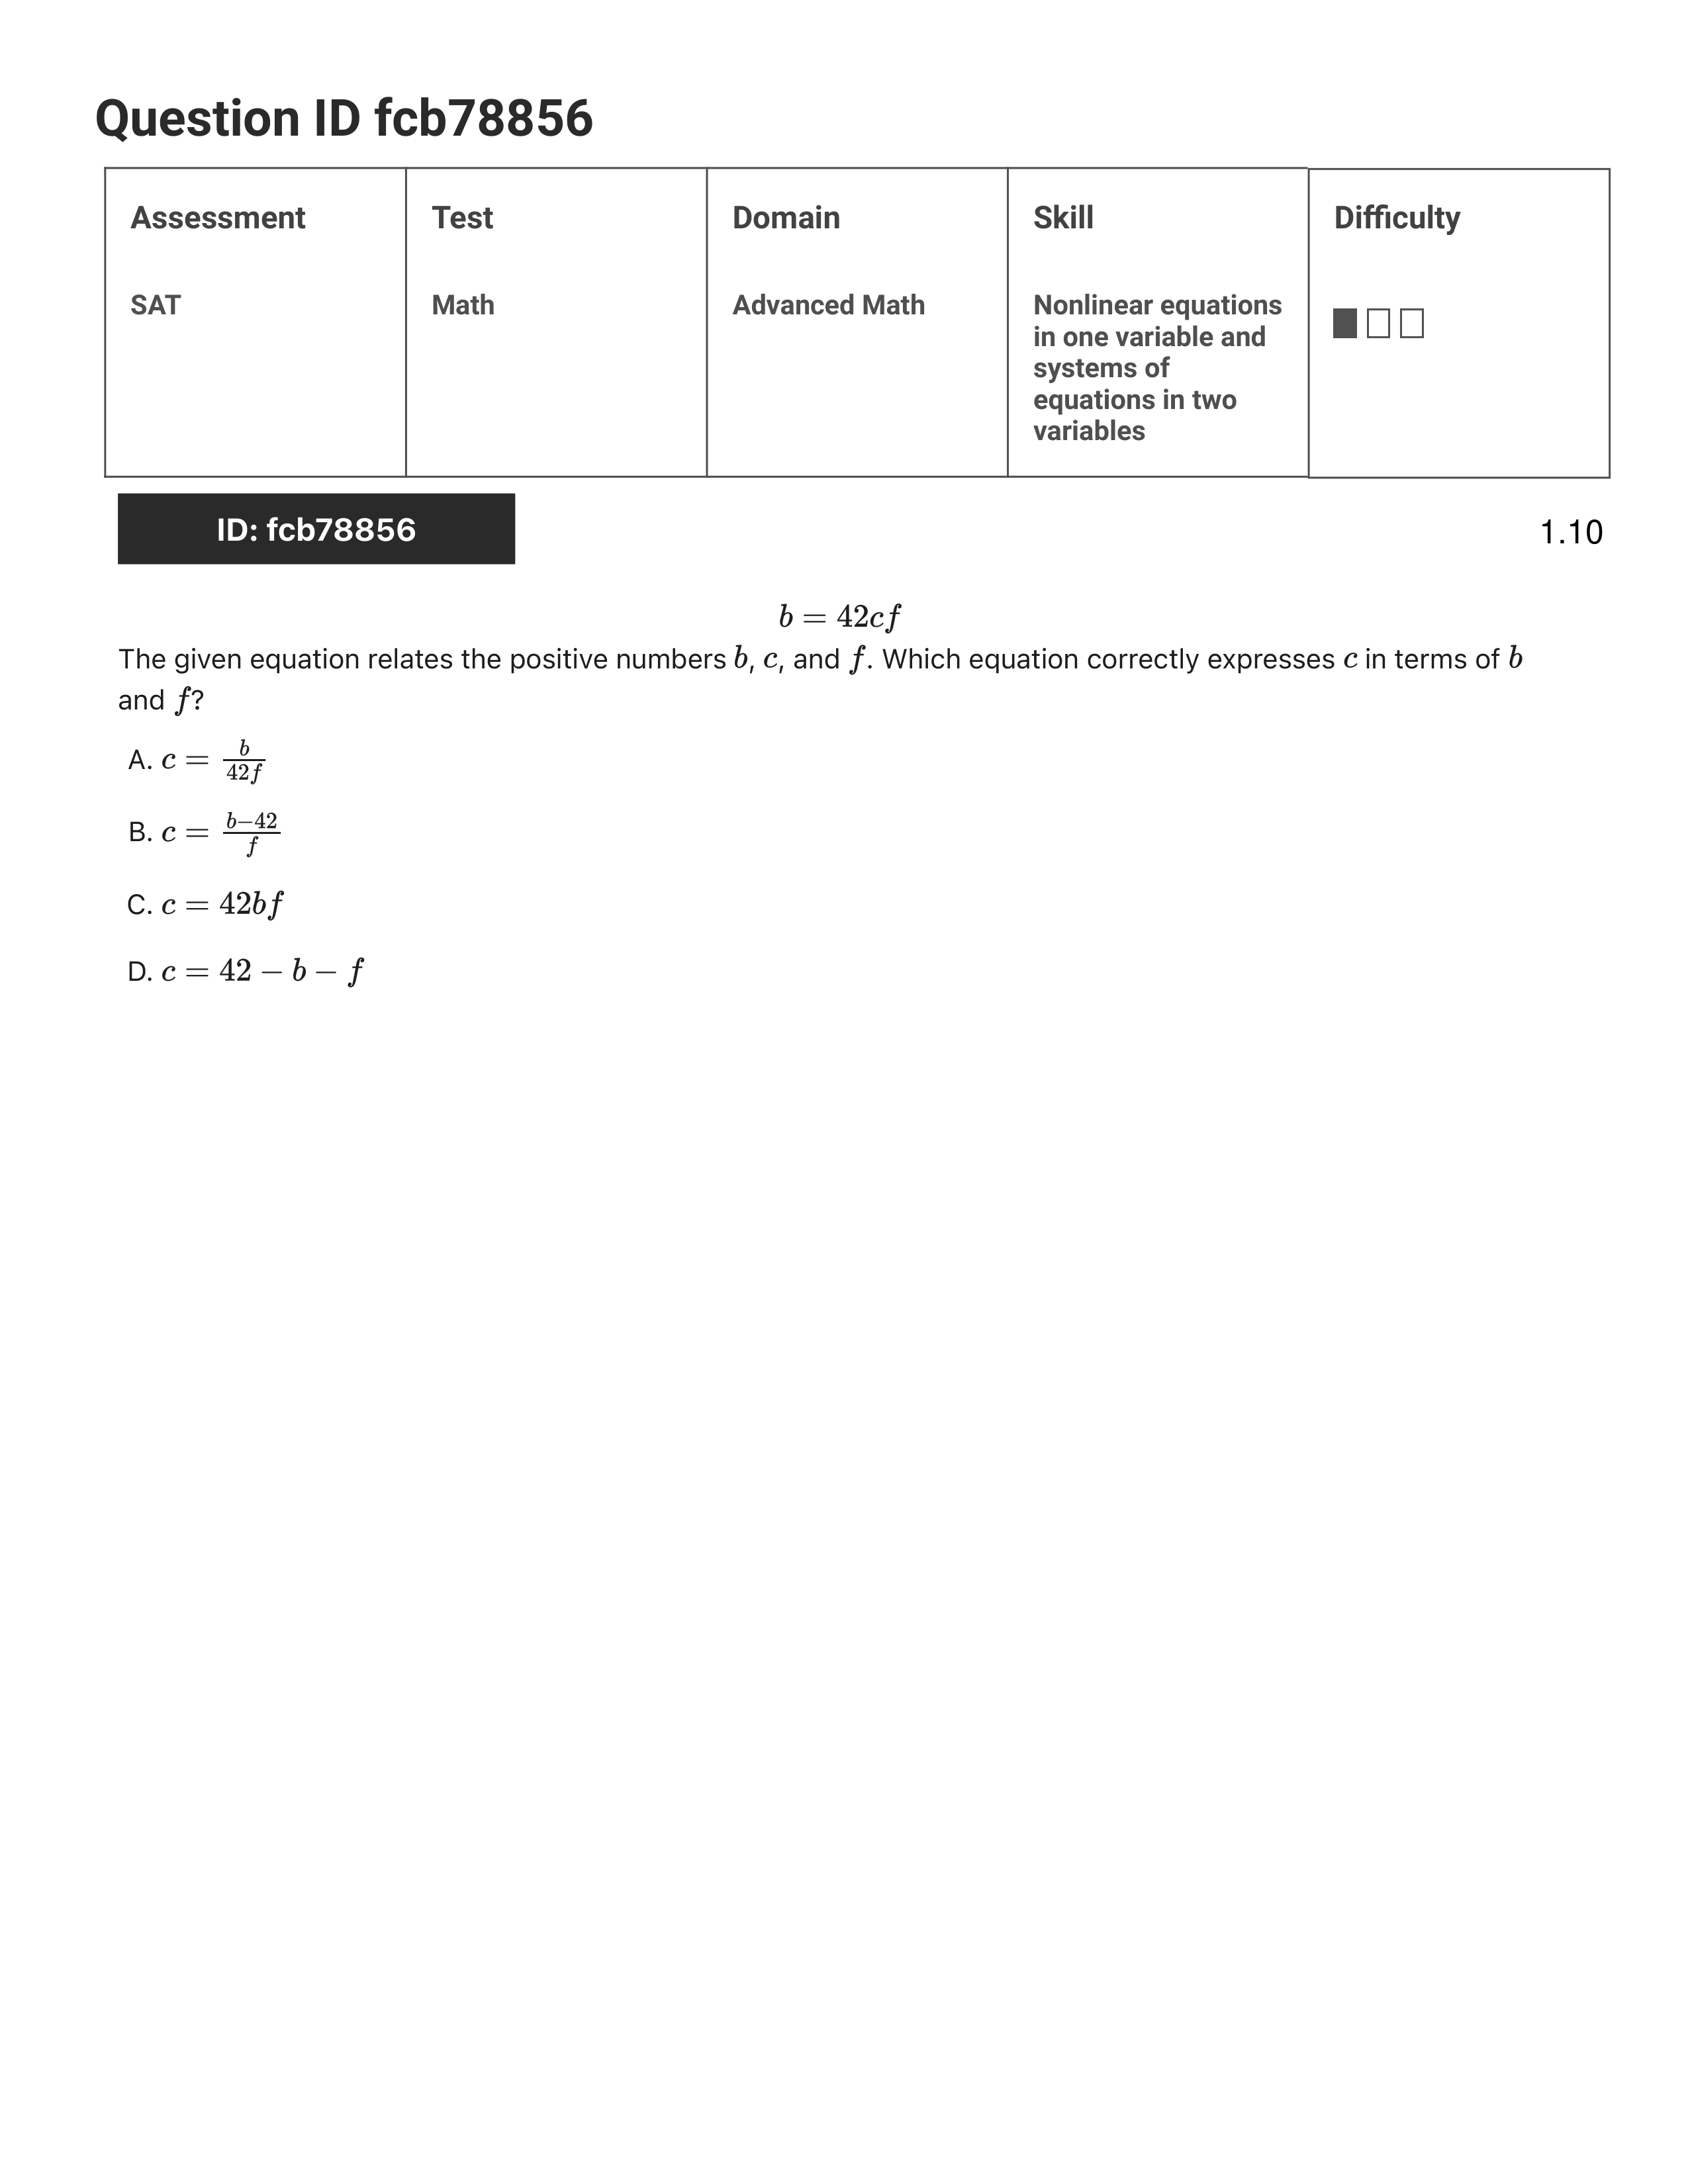 Question ID fcb78856
Assessment
Test
Domain
Skill
Difficulty
SAT
Math
Advanced Math
Nonlinear equations
in one variable and
systems of
equations in two
variables
ID: fcb78856
1.10
b = 42cf
The given equation relates the positive numbers b, c, and f. Which equation correctly expresses c in terms of b
and f?
A. c = \frac{b}{42f}
B. c = \frac{b-42}{f}
C. c = 42bf
D. c = 42 − b − f